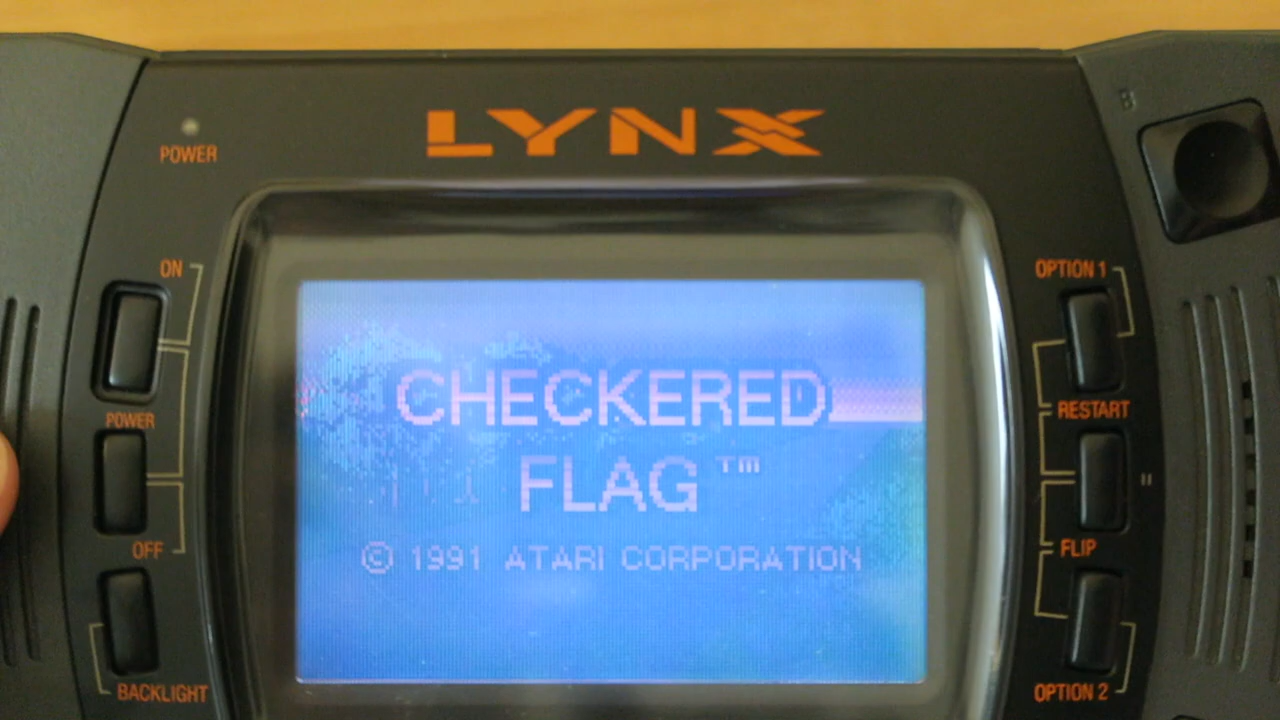 LYNX
B
POWER
ON
POWER
OFF
BACKLIGHT
CHECKERED
FLAG™
© 1991 ATARI CORPORATION
OPTION 1
RESTART
FLIP
OPTION 2